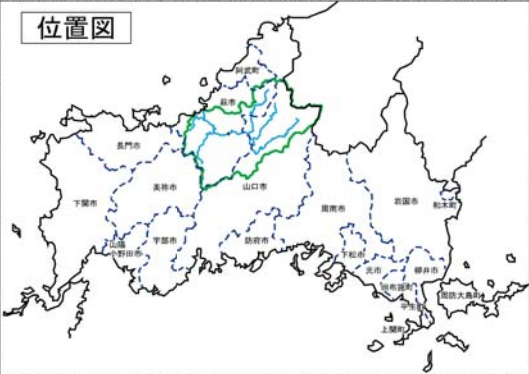 位置図
阿武町
萩市
長門市
美祢市
山口市
下関市
周南市
岩国市
和木町
山陽
小野田市
宇部市
防府市
下松市
光市
柳井市
田布施町
平生町
周防大島町
上関町